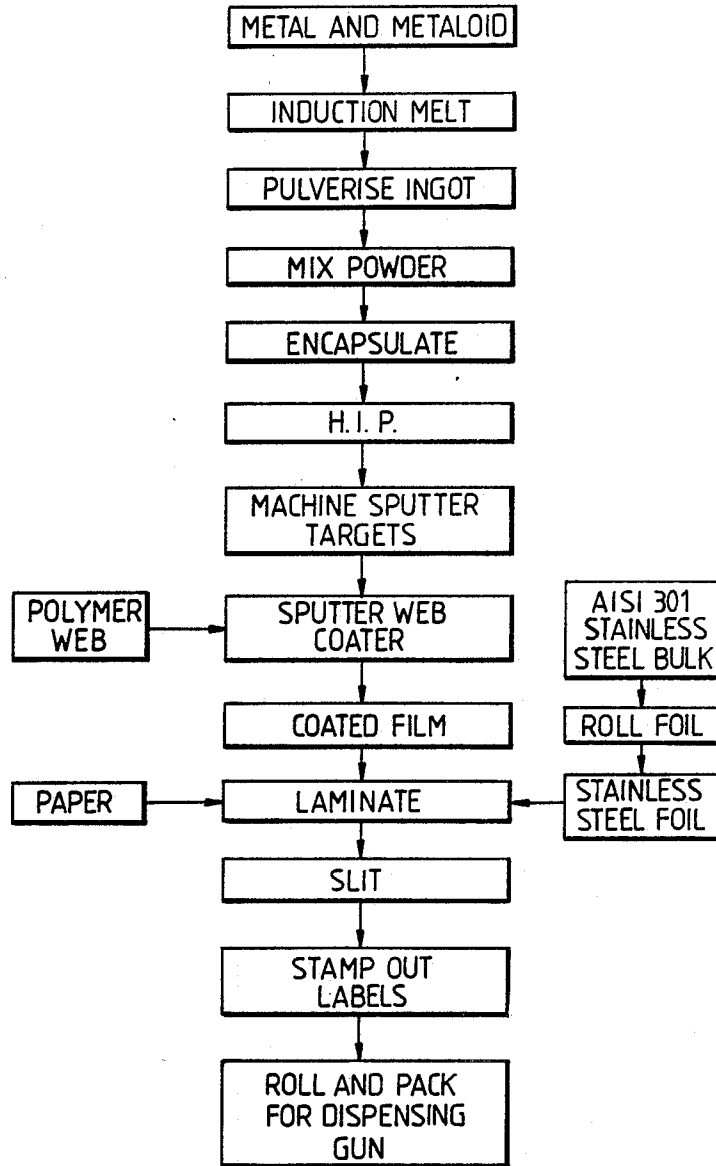 METAL AND METALOID
INDUCTION MELT
PULVERISE INGOT
MIX POWDER
ENCAPSULATE
H. I. P.
MACHINE SPUTTER
TARGETS
POLYMER
WEB
SPUTTER WEB
COATER
AISI 301
STAINLESS
STEEL BULK
COATED FILM
ROLL FOIL
PAPER
LAMINATE
STAINLESS
STEEL FOIL
SLIT
STAMP OUT
LABELS
ROLL AND PACK
FOR DISPENSING
GUN